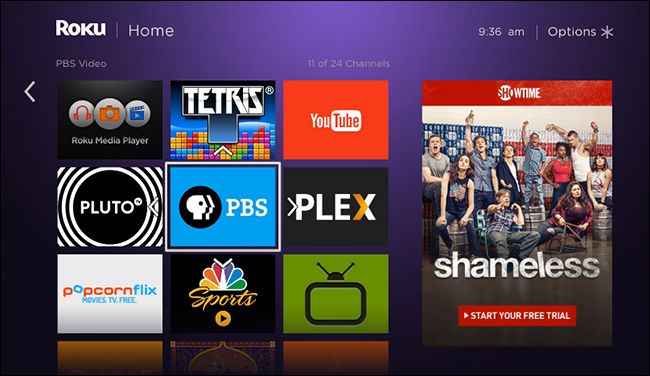 Roku
Home
9:36 am
Options
PBS Video
11 of 24 Channels
Roku Media Player
TETRIS®
YouTube
PLUTO TV
PBS
PLEX
popcornflix
MOVIES. TV. FREE.
Sports
SHOWTIME
shameless
START YOUR FREE TRIAL